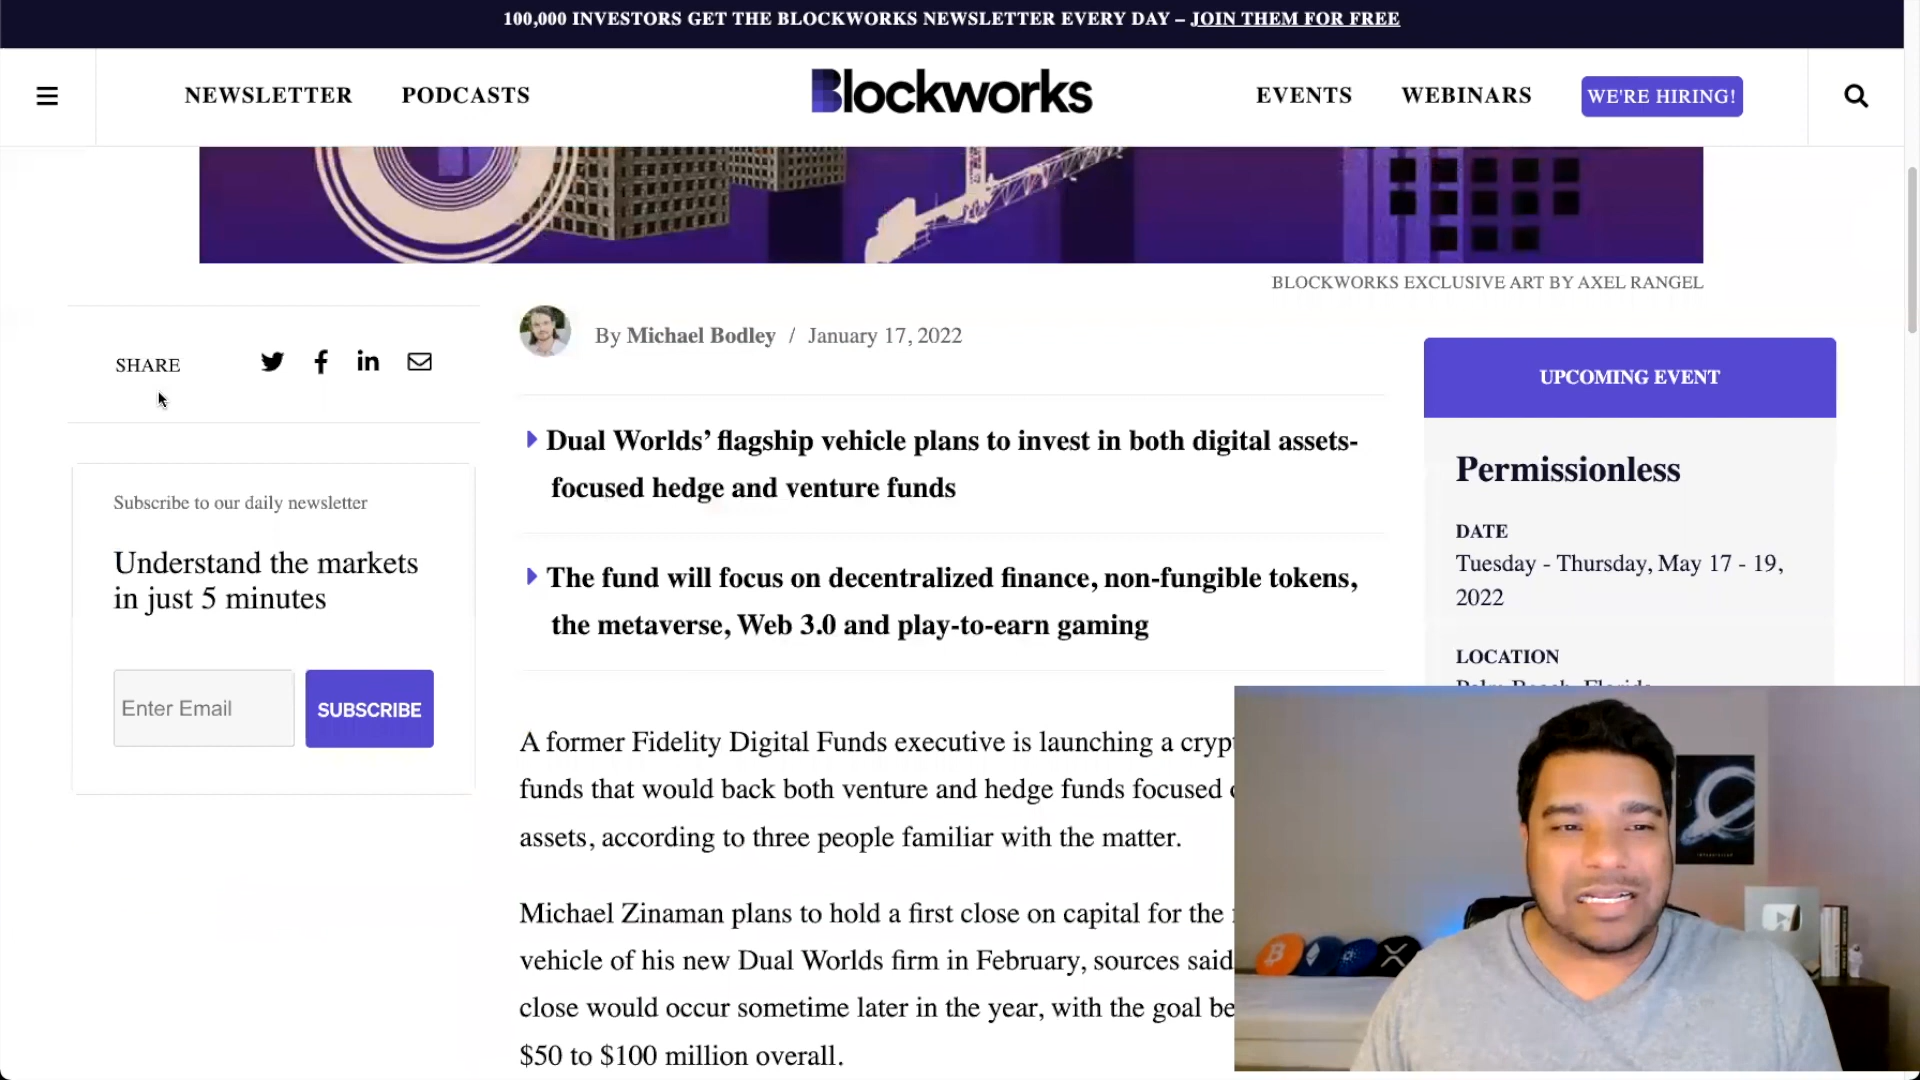 100,000 INVESTORS GET THE BLOCKWORKS NEWSLETTER EVERY DAY – JOIN THEM FOR FREE
NEWSLETTER PODCASTS Blockworks EVENTS WEBINARS WE'RE HIRING!
BLOCKWORKS EXCLUSIVE ART BY AXEL RANGEL
SHARE
Subscribe to our daily newsletter
Understand the markets
in just 5 minutes
Enter Email SUBSCRIBE
By Michael Bodley / January 17, 2022
Dual Worlds’ flagship vehicle plans to invest in both digital assets-
focused hedge and venture funds
The fund will focus on decentralized finance, non-fungible tokens,
the metaverse, Web 3.0 and play-to-earn gaming
A former Fidelity Digital Funds executive is launching a
funds that would back both venture and hedge funds focused
assets, according to three people familiar with the matter.
Michael Zinaman plans to hold a first close on capital for the
vehicle of his new Dual Worlds firm in February, sources said
close would occur sometime later in the year, with the goal
$50 to $100 million overall.
UPCOMING EVENT
Permissionless
DATE
Tuesday - Thursday, May 17 - 19,
2022
LOCATION
Palm Beach, Florida